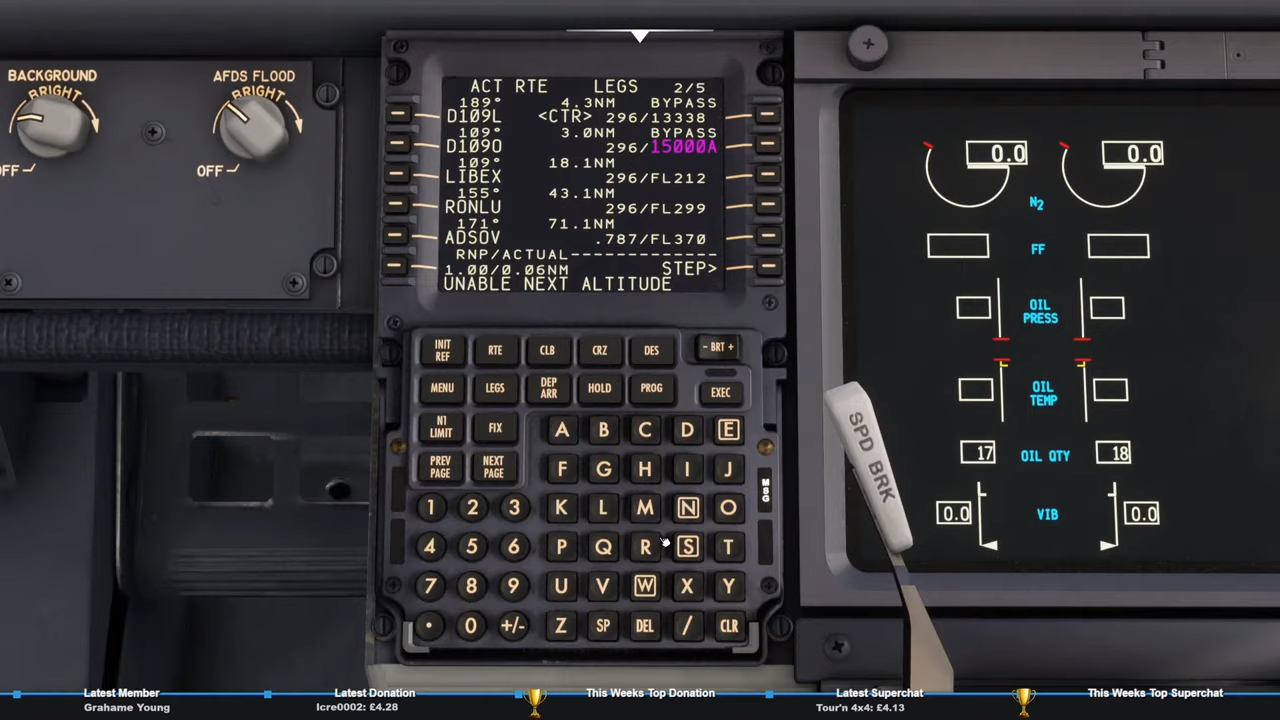 BACKGROUND
BRIGHT
OFF
AFDS FLOOD
BRIGHT
OFF
ACT RTE LEGS 2/5
189° 4.3NM BYPASS
D109L <CTR> 296/13338
109° 3.0NM BYPASS
D109O 296/15000A
109° 18.1NM
LIBEX 296/FL212
155° 43.1NM
RONLU 296/FL299
171° 71.1NM
ADSOV .787/FL370
RNP/ACTUAL--------------
1.00/0.06NM STEP>
UNABLE NEXT ALTITUDE
INIT REF
RTE
CLB
CRZ
DES
- BRT +
MENU
LEGS
DEP ARR
HOLD
PROG
EXEC
N1 LIMIT
FIX
A B C D E
PREV PAGE
NEXT PAGE
F G H I J
1 2 3 K L M N O
4 5 6 P Q R S T
7 8 9 U V W X Y
. 0 +/- Z SP DEL / CLR
MSG
SPD BRK
0.0 0.0
N2
FF
OIL PRESS
OIL TEMP
17 OIL QTY 18
0.0 VIB 0.0
Latest Member
Grahame Young
Latest Donation
Icre0002: £4.28
This Weeks Top Donation
Latest Superchat
Tour'n 4x4: £4.13
This Weeks Top Superchat